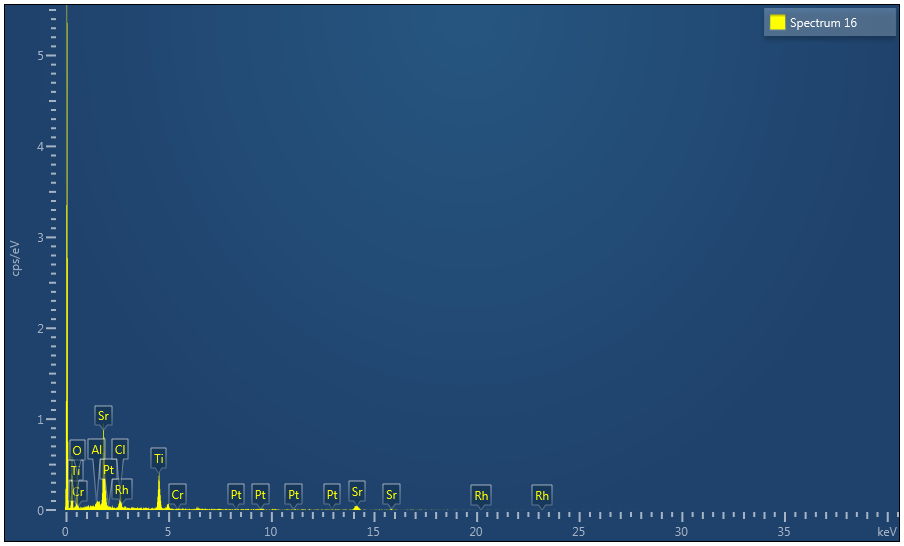 Spectrum 16
5
4
cps/eV
3
2
1
Sr
O
Al
Cl
Ti
Ti
Pt
Cr
Rh
Cr
Pt
Pt
Pt
Pt
Sr
Sr
Rh
Rh
0
0 5 10 15 20 25 30 35 keV